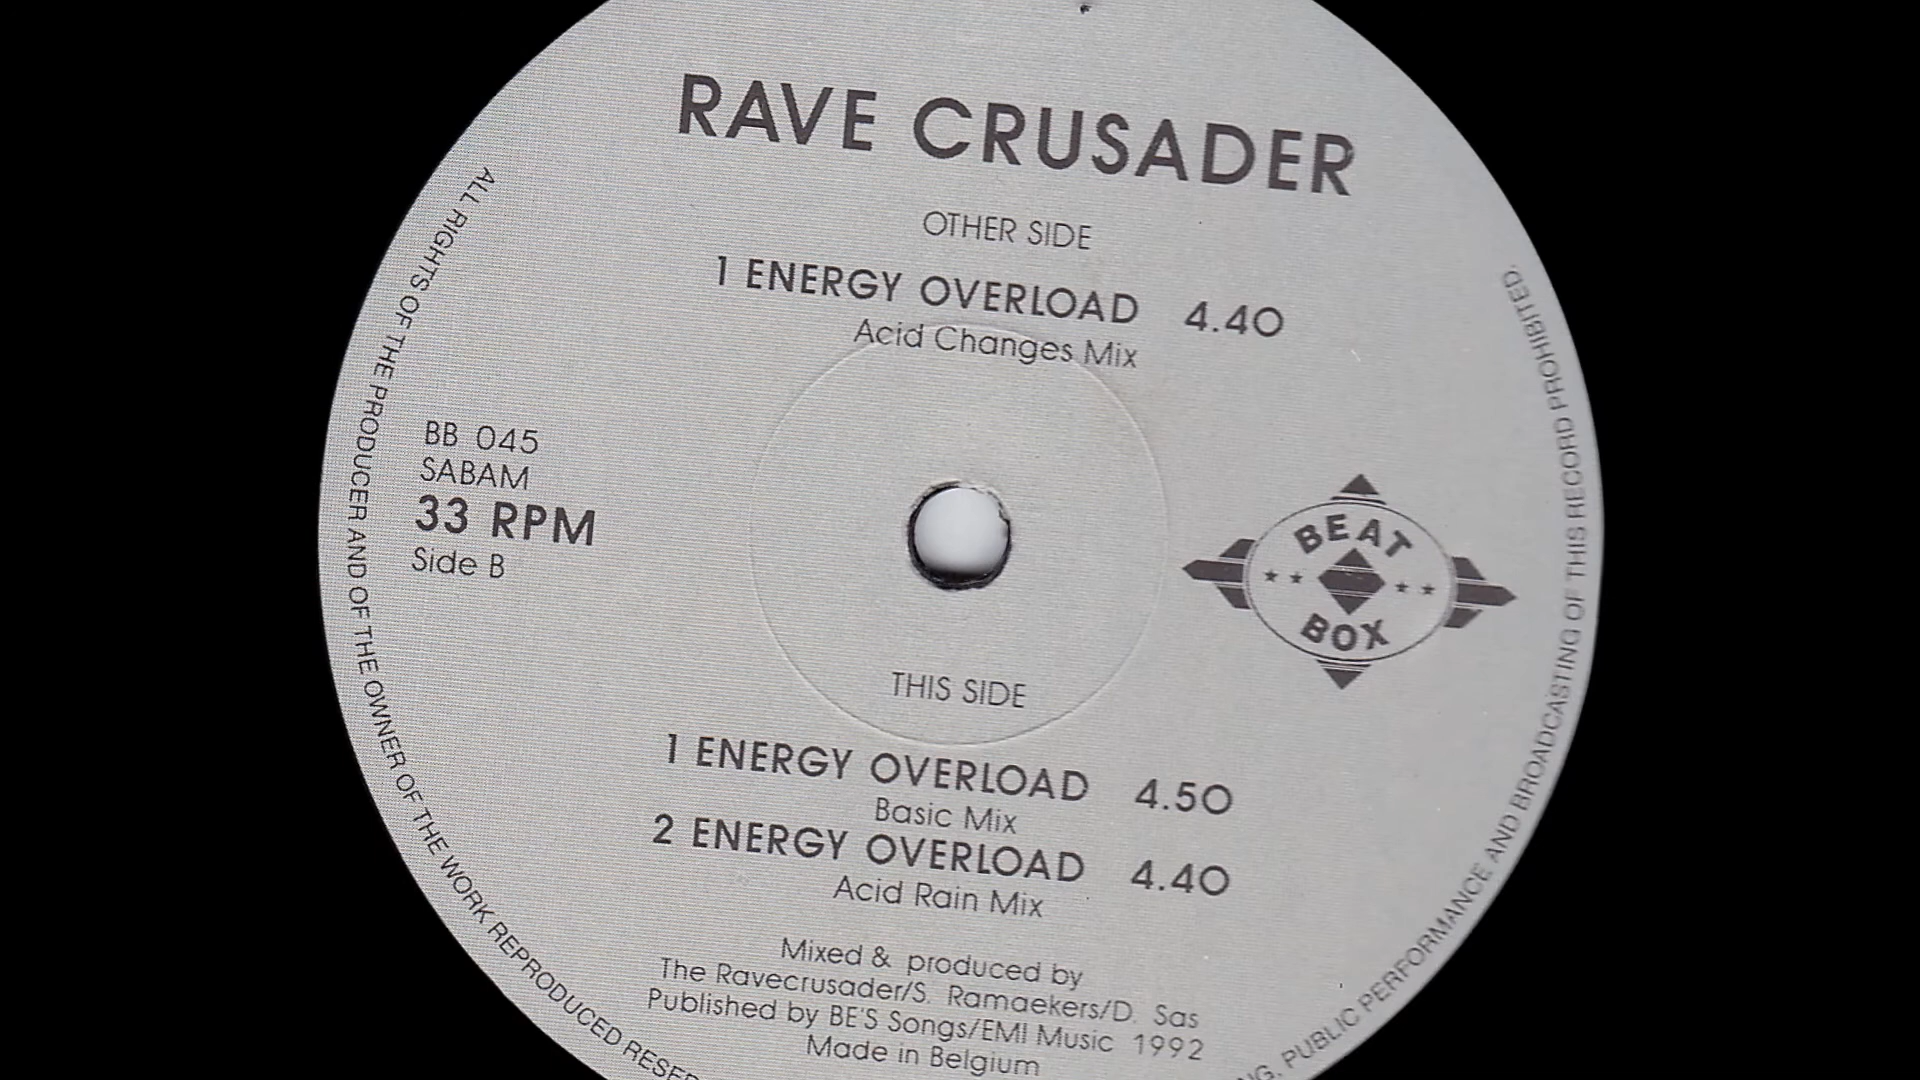 RAVE CRUSADER
OTHER SIDE
1 ENERGY OVERLOAD 4.40
Acid Changes Mix
BB 045
SABAM
33 RPM
Side B
BEAT
BOX
THIS SIDE
1 ENERGY OVERLOAD 4.50
Basic Mix
2 ENERGY OVERLOAD 4.40
Acid Rain Mix
Mixed & produced by
The Ravecrusader/S. Ramaekers/D. Sas
Published by BE'S Songs/EMI Music 1992
Made in Belgium
ALL RIGHTS OF THE PRODUCER AND OF THE OWNER OF THE WORK REPRODUCED
PUBLIC PERFORMANCE AND BROADCASTING OF THIS RECORD PROHIBITED.